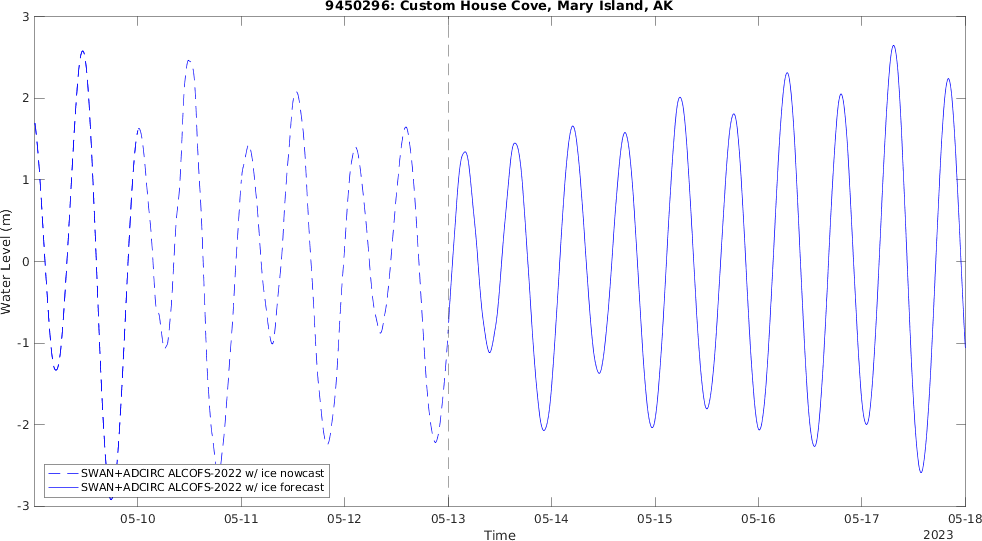 9450296: Custom House Cove, Mary Island, AK
3
2
1
0
-1
-2
-3
Water Level (m)
SWAN+ADCIRC ALCOFS-2022 w/ ice nowcast
SWAN+ADCIRC ALCOFS-2022 w/ ice forecast
05-10 05-11 05-12 05-13 05-14 05-15 05-16 05-17 05-18
Time
2023